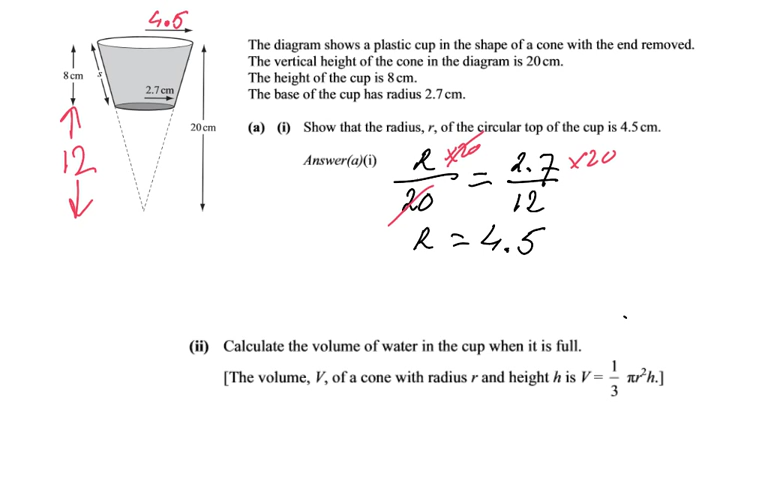 4.5
The diagram shows a plastic cup in the shape of a cone with the end removed.
The vertical height of the cone in the diagram is 20 cm.
8 cm
s
The height of the cup is 8 cm.
2.7 cm
The base of the cup has radius 2.7 cm.
20 cm
(a) (i) Show that the radius, r, of the circular top of the cup is 4.5 cm.
12
Answer(a)(i)
R ×20 / 20 = 2.7 ×20 / 12
R = 4.5
(ii) Calculate the volume of water in the cup when it is full.
[The volume, V, of a cone with radius r and height h is V = 1/3 πr²h.]